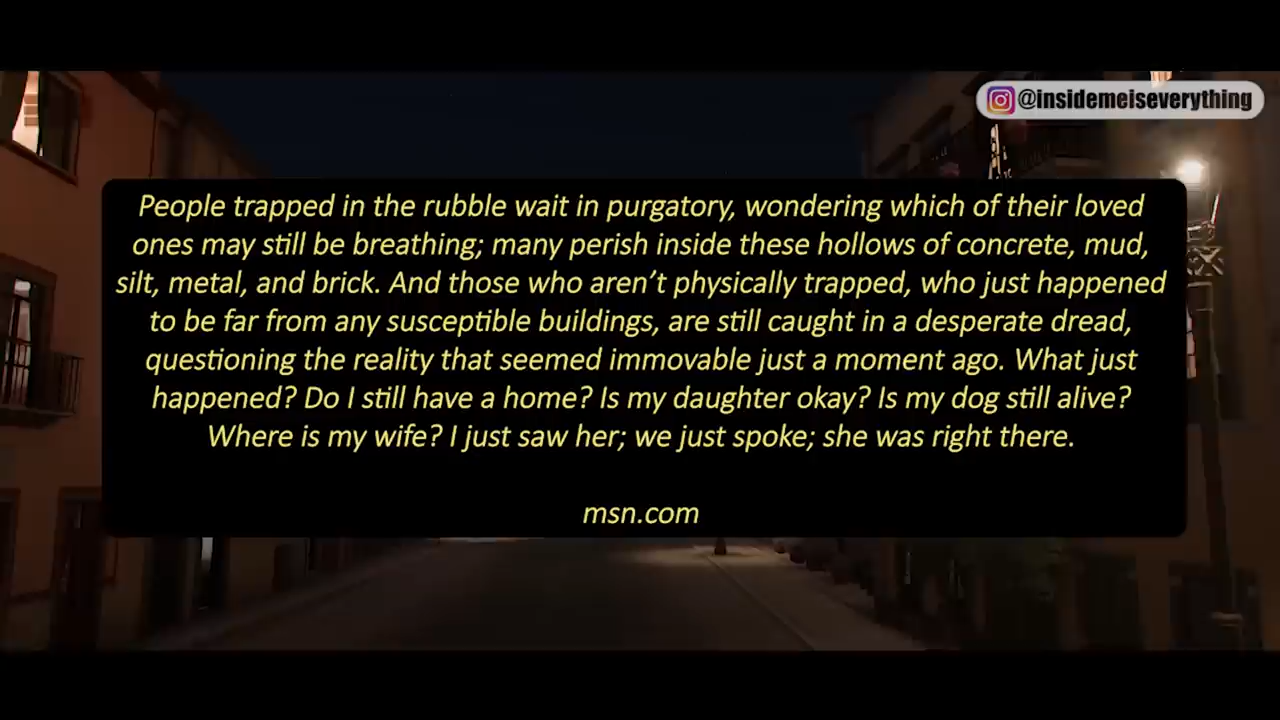 @insidemeiseverything
People trapped in the rubble wait in purgatory, wondering which of their loved
ones may still be breathing; many perish inside these hollows of concrete, mud,
silt, metal, and brick. And those who aren’t physically trapped, who just happened
to be far from any susceptible buildings, are still caught in a desperate dread,
questioning the reality that seemed immovable just a moment ago. What just
happened? Do I still have a home? Is my daughter okay? Is my dog still alive?
Where is my wife? I just saw her; we just spoke; she was right there.
msn.com